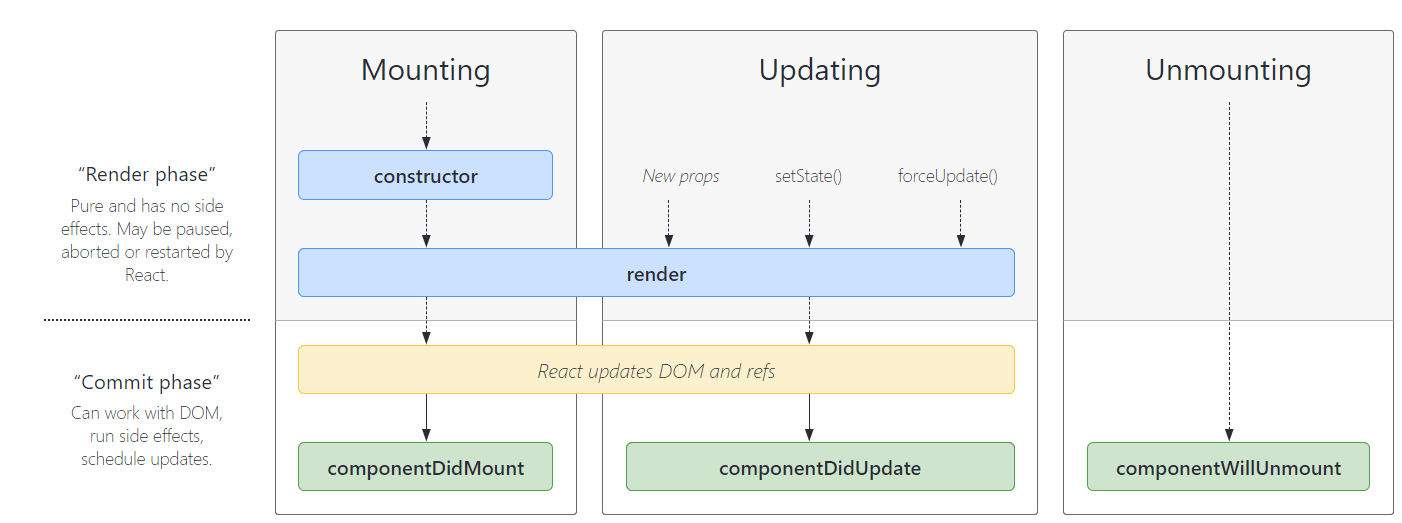 Mounting
Updating
Unmounting
“Render phase”
Pure and has no side
effects. May be paused,
aborted or restarted by
React.
constructor
New props
setState()
forceUpdate()
render
“Commit phase”
Can work with DOM,
run side effects,
schedule updates.
React updates DOM and refs
componentDidMount
componentDidUpdate
componentWillUnmount